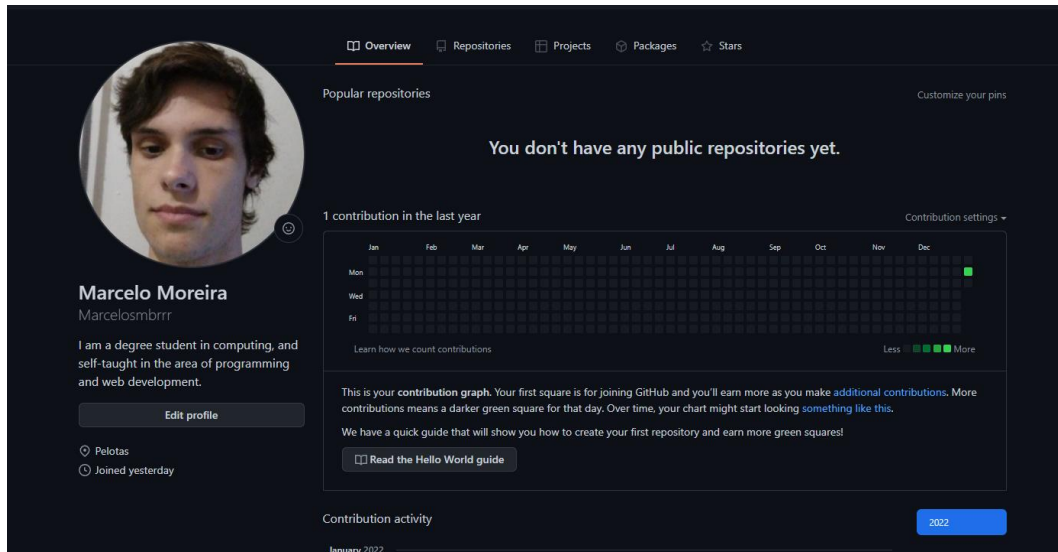 Overview Repositories Projects Packages Stars
Popular repositories Customize your pins
You don't have any public repositories yet.
1 contribution in the last year Contribution settings
Jan Feb Mar Apr May Jun Jul Aug Sep Oct Nov Dec
Mon
Wed
Fri
Learn how we count contributions Less More
Marcelo Moreira
Marcelosmbrrr
I am a degree student in computing, and
self-taught in the area of programming
and web development.
Edit profile
Pelotas
Joined yesterday
This is your contribution graph. Your first square is for joining GitHub and you'll earn more as you make additional contributions. More
contributions means a darker green square for that day. Over time, your chart might start looking something like this.
We have a quick guide that will show you how to create your first repository and earn more green squares!
Read the Hello World guide
Contribution activity 2022
January 2022